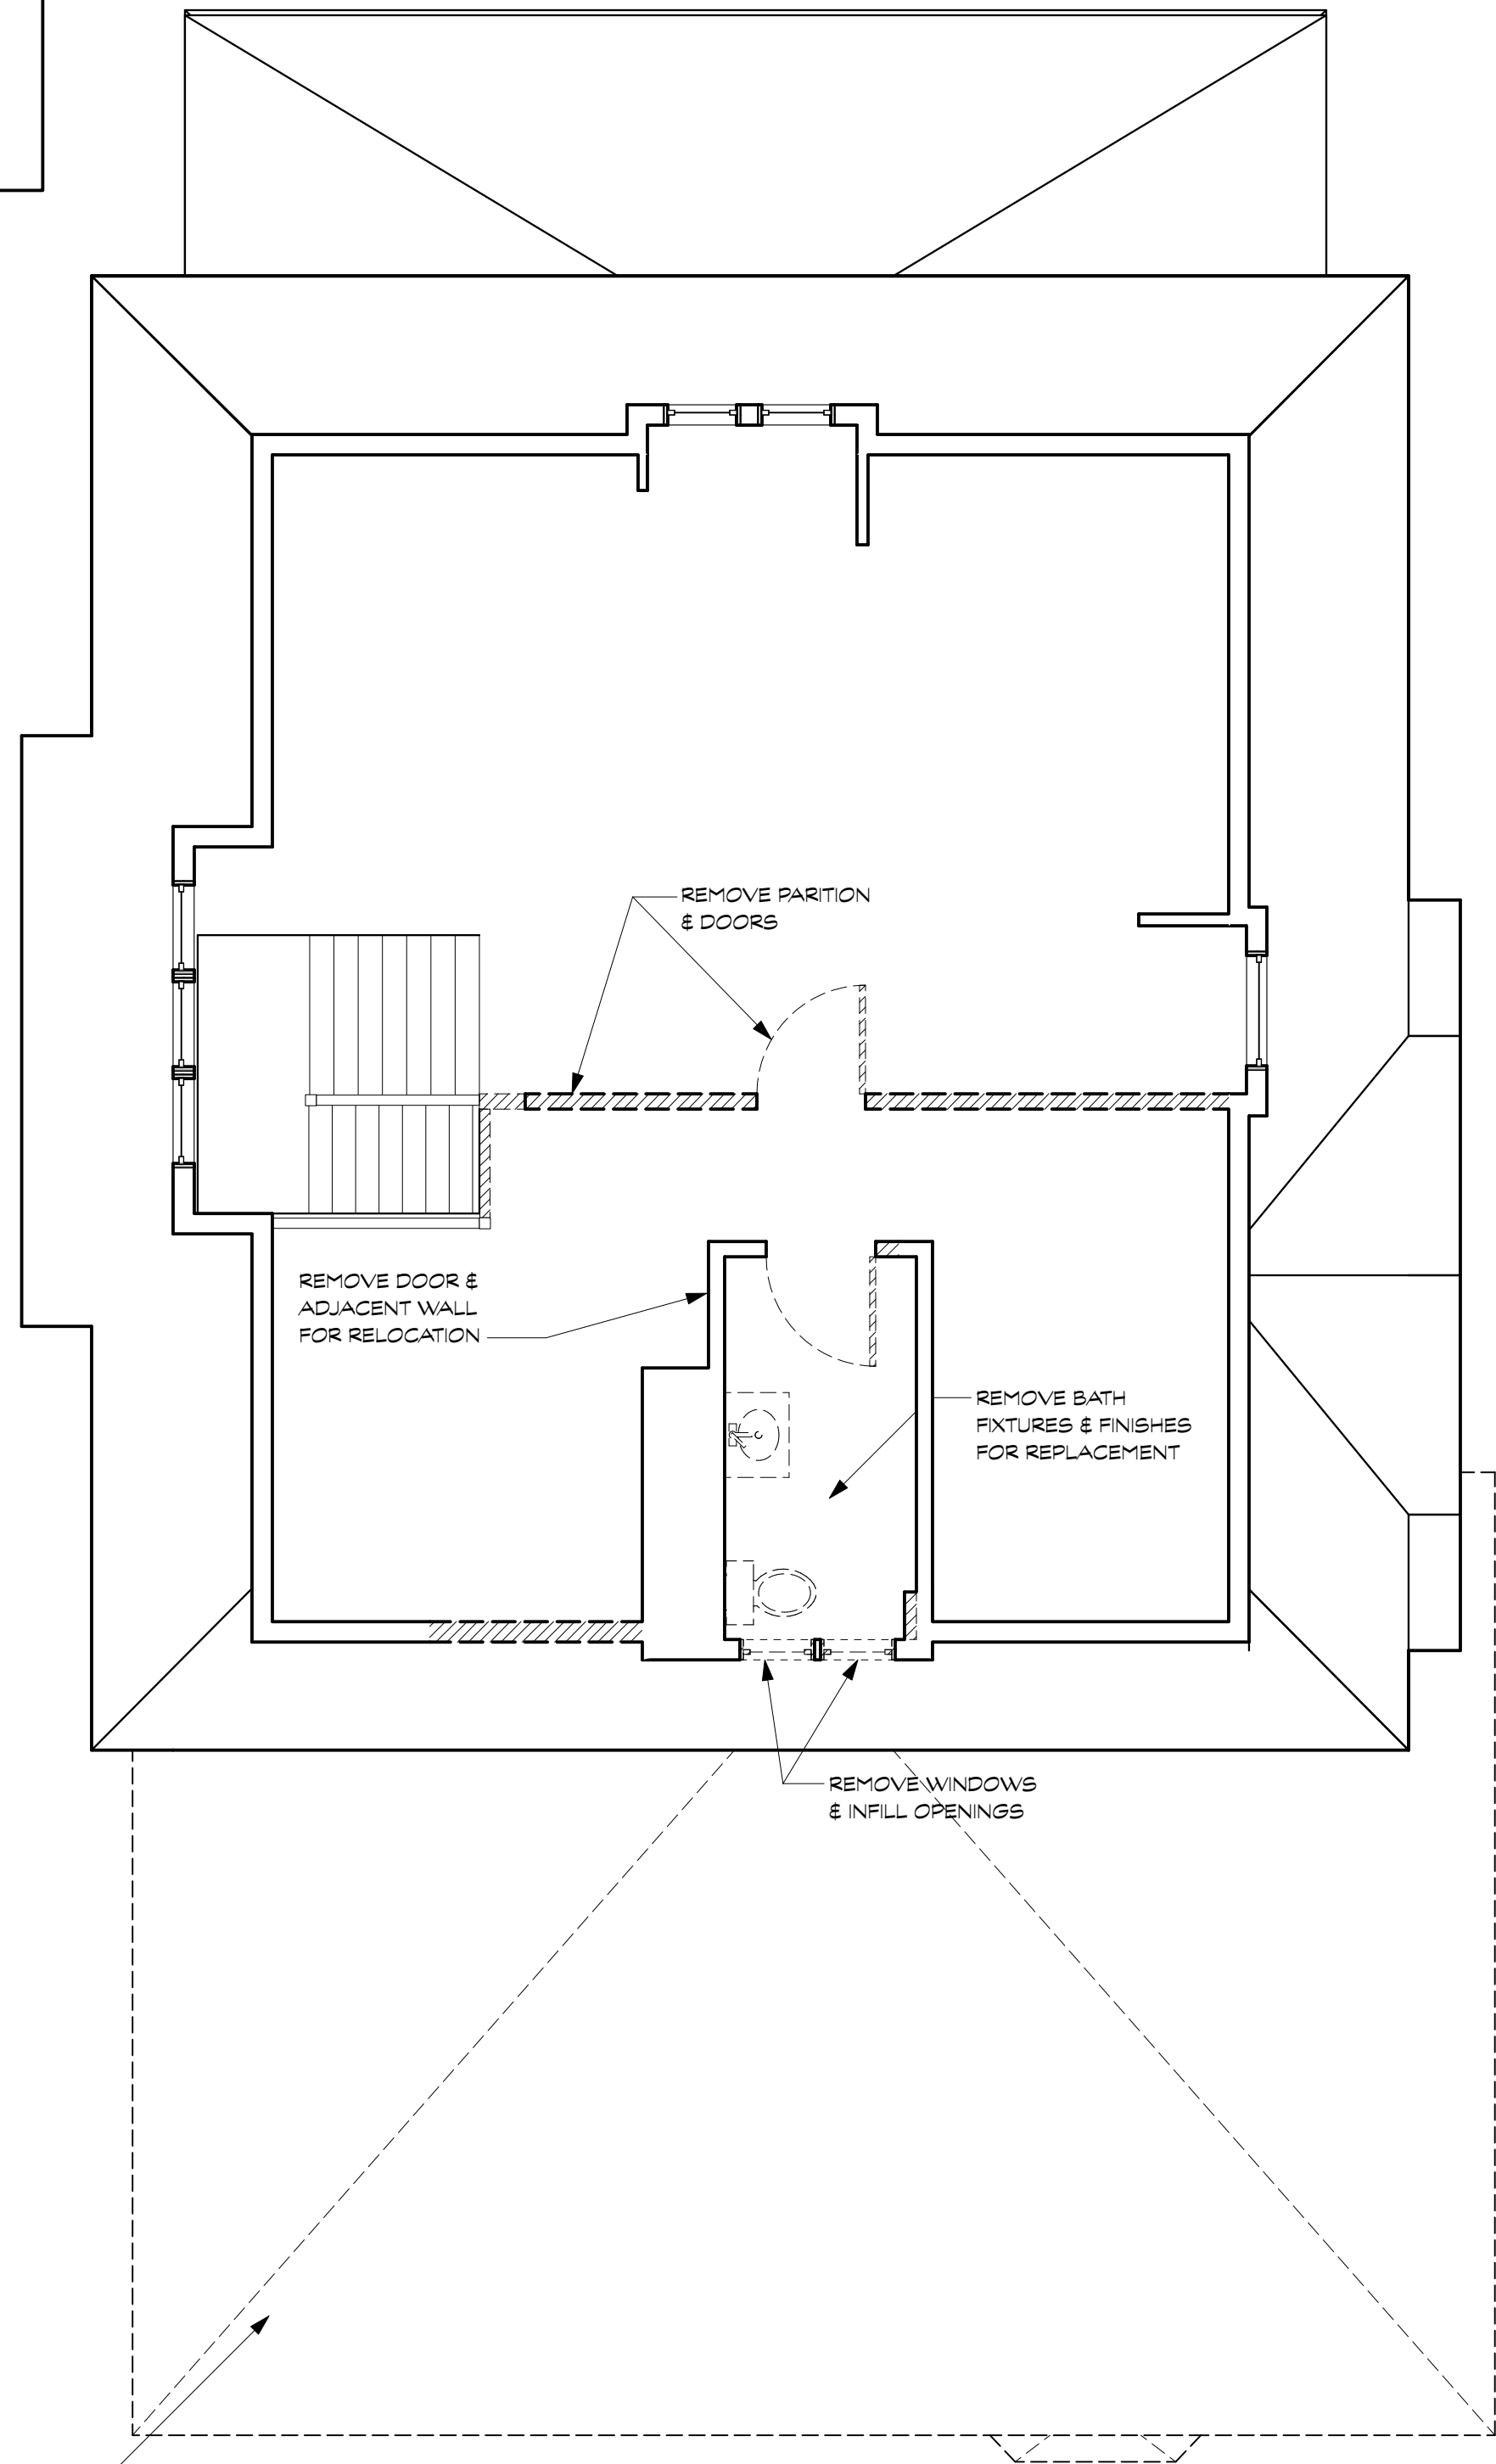 REMOVE PARITION
& DOORS
REMOVE DOOR &
ADJACENT WALL
FOR RELOCATION
REMOVE BATH
FIXTURES & FINISHES
FOR REPLACEMENT
REMOVE WINDOWS
& INFILL OPENINGS